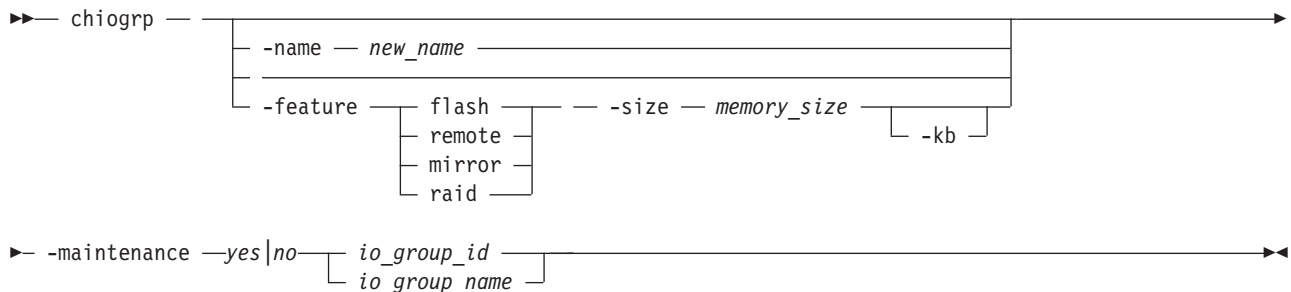 ►► chiogrp
-name new_name
-feature flash -size memory_size
-kb
remote
mirror
raid
-maintenance yes|no io_group_id
io_group_name